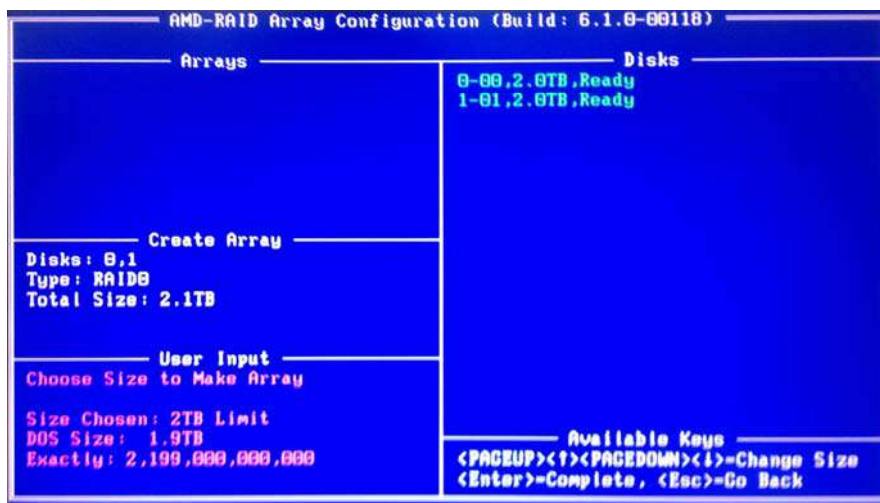 AMD-RAID Array Configuration (Build: 6.1.0-00118)
Arrays
Disks
0-00,2.0TB,Ready
1-01,2.0TB,Ready
Create Array
Disks: 0,1
Type: RAID0
Total Size: 2.1TB
User Input
Choose Size to Make Array
Size Chosen: 2TB Limit
DOS Size: 1.9TB
Exactly: 2,199,000,000,000
Available Keys
<PAGEUP><↑><PAGEDOWN><↓>=Change Size
<Enter>=Complete, <Esc>=Go Back